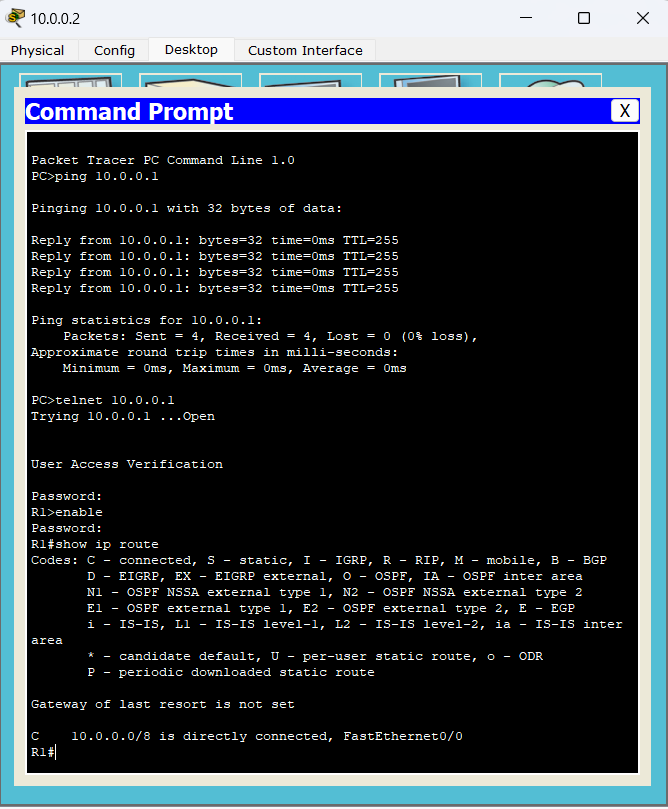 10.0.0.2
Physical Config Desktop Custom Interface
Command Prompt X
Packet Tracer PC Command Line 1.0
PC>ping 10.0.0.1
Pinging 10.0.0.1 with 32 bytes of data:
Reply from 10.0.0.1: bytes=32 time=0ms TTL=255
Reply from 10.0.0.1: bytes=32 time=0ms TTL=255
Reply from 10.0.0.1: bytes=32 time=0ms TTL=255
Reply from 10.0.0.1: bytes=32 time=0ms TTL=255
Ping statistics for 10.0.0.1:
    Packets: Sent = 4, Received = 4, Lost = 0 (0% loss),
Approximate round trip times in milli-seconds:
    Minimum = 0ms, Maximum = 0ms, Average = 0ms
PC>telnet 10.0.0.1
Trying 10.0.0.1 ...Open
User Access Verification
Password:
R1>enable
Password:
R1#show ip route
Codes: C - connected, S - static, I - IGRP, R - RIP, M - mobile, B - BGP
       D - EIGRP, EX - EIGRP external, O - OSPF, IA - OSPF inter area
       N1 - OSPF NSSA external type 1, N2 - OSPF NSSA external type 2
       E1 - OSPF external type 1, E2 - OSPF external type 2, E - EGP
       i - IS-IS, L1 - IS-IS level-1, L2 - IS-IS level-2, ia - IS-IS inter
area
       * - candidate default, U - per-user static route, o - ODR
       P - periodic downloaded static route
Gateway of last resort is not set
C    10.0.0.0/8 is directly connected, FastEthernet0/0
R1#